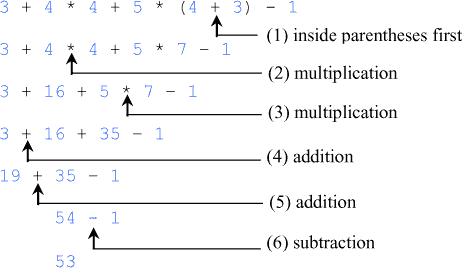 3 + 4 * 4 + 5 * (4 + 3) - 1
(1) inside parentheses first
3 + 4 * 4 + 5 * 7 - 1
(2) multiplication
3 + 16 + 5 * 7 - 1
(3) multiplication
3 + 16 + 35 - 1
(4) addition
19 + 35 - 1
(5) addition
54 - 1
(6) subtraction
53